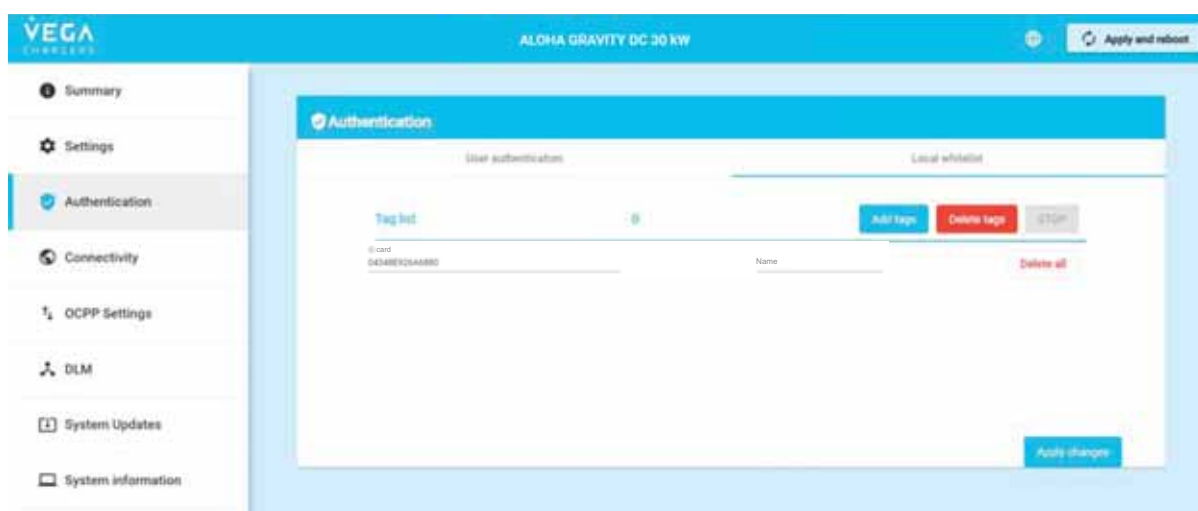 VEGA
CHARGERS
ALOHA GRAVITY DC 30 kW
Apply and reboot
Summary
Settings
Authentication
Connectivity
OCPP Settings
DLM
System Updates
System information
Authentication
User authentication
Local whitelist
Tag list
Add tags
Delete tags
STOP
ID card
Name
Delete all
Apply changes